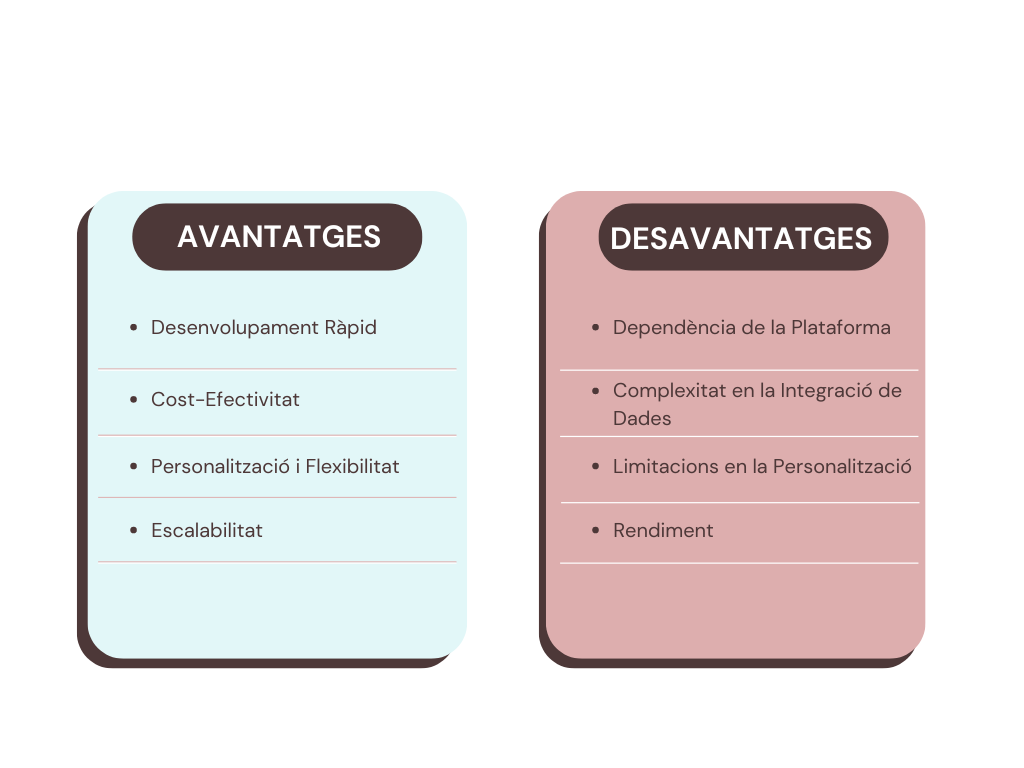 AVANTATGES
• Desenvolupament Ràpid
• Cost-Efectivitat
• Personalització i Flexibilitat
• Escalabilitat
DESAVANTATGES
• Dependència de la Plataforma
• Complexitat en la Integració de
Dades
• Limitacions en la Personalització
• Rendiment